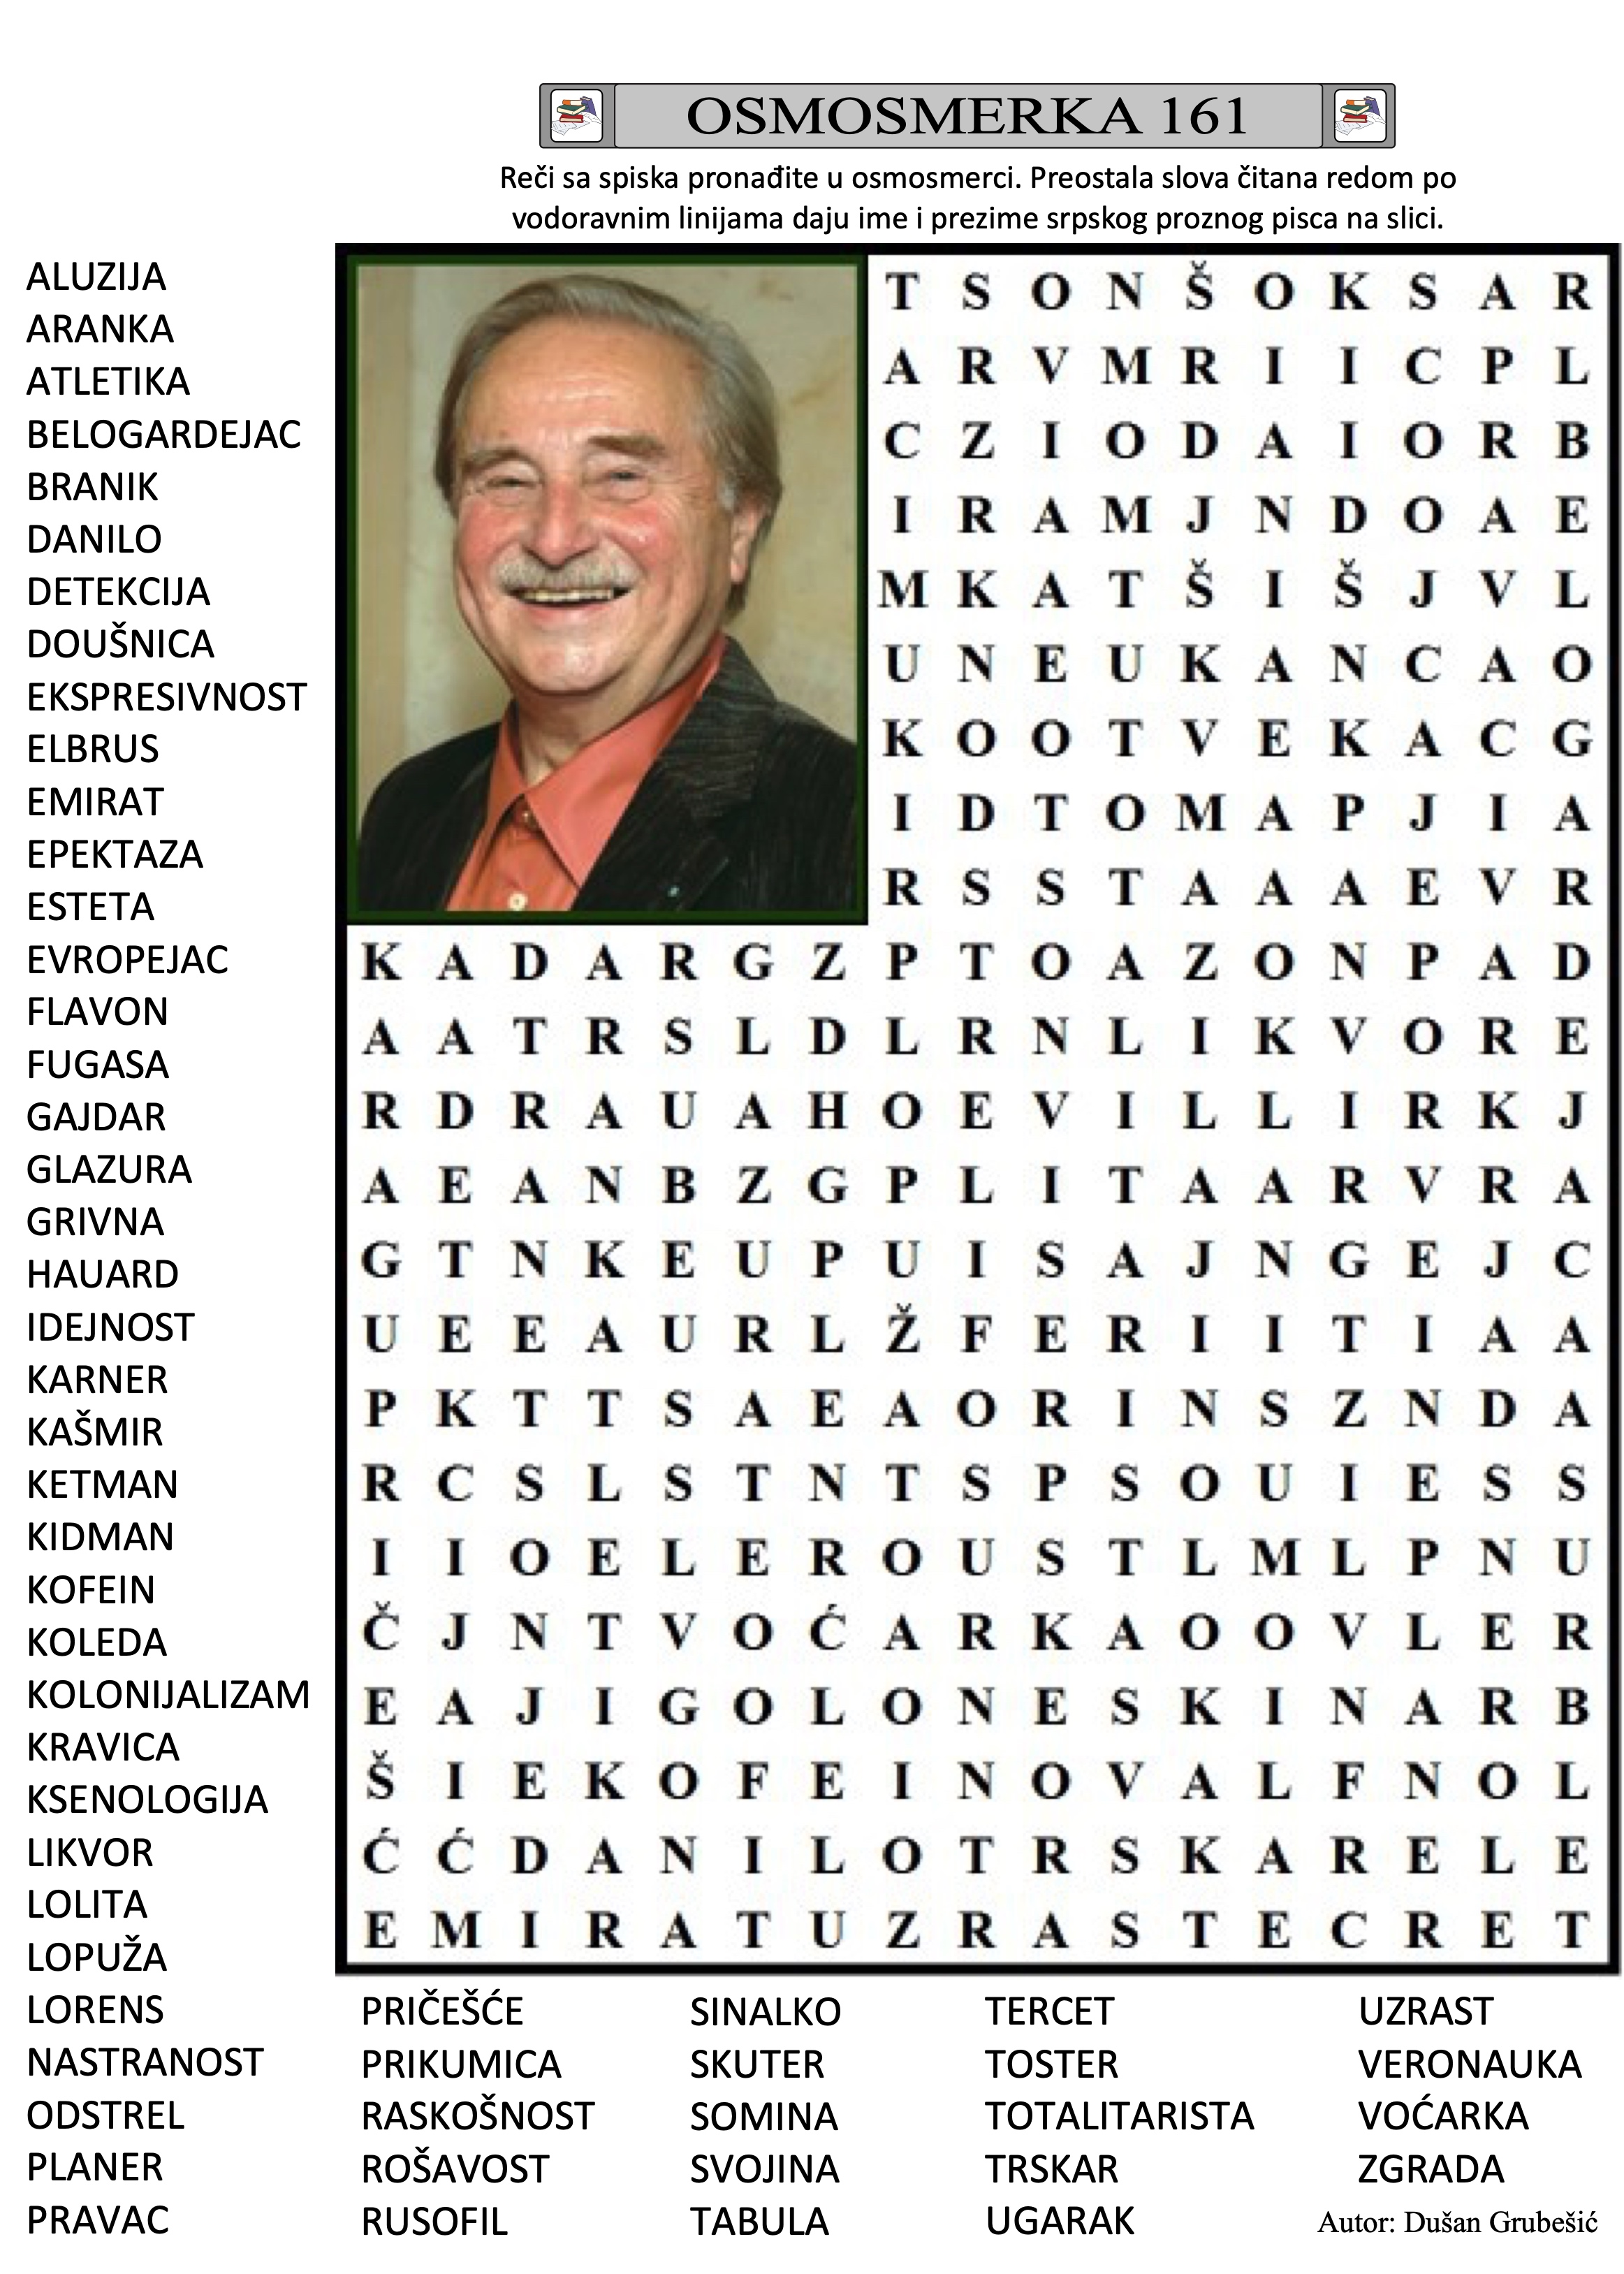 OSMOSMERKA 161
Reči sa spiska pronađite u osmosmerci. Preostala slova čitana redom po
vodoravnim linijama daju ime i prezime srpskog proznog pisca na slici.
ALUZIJA
ARANKA
ATLETIKA
BELOGARDEJAC
BRANIK
DANILO
DETEKCIJA
DOUŠNICA
EKSPRESIVNOST
ELBRUS
EMIRAT
EPEKTAZA
ESTETA
EVROPEJAC
FLAVON
FUGASA
GAJDAR
GLAZURA
GRIVNA
HAUARD
IDEJNOST
KARNER
KAŠMIR
KETMAN
KIDMAN
KOFEIN
KOLEDA
KOLONIJALIZAM
KRAVICA
KSENOLOGIJA
LIKVOR
LOLITA
LOPUŽA
LORENS
NASTRANOST
ODSTREL
PLANER
PRAVAC
T S O N Š O K S A R
A R V M R I I C P L
C Z I O D A I O R B
I R A M J N D O A E
M K A T Š I Š J V L
U N E U K A N C A O
K O O T V E K A C G
I D T O M A P J I A
R S S T A A A E V R
K A D A R G Z P T O A Z O N P A D
A A T R S L D L R N L I K V O R E
R D R A U A H O E V I L L I R K J
A E A N B Z G P L I T A A R V R A
G T N K E U P U I S A J N G E J C
U E E A U R L Ž F E R I I T I A A
P K T T S A E A O R I N S Z N D A
R C S L S T N T S P S O U I E S S
I I O E L E R O U S T L M L P N U
Č J N T V O Ć A R K A O O V L E R
E A J I G O L O N E S K I N A R B
Š I E K O F E I N O V A L F N O L
Ć Ć D A N I L O T R S K A R E L E
E M I R A T U Z R A S T E C R E T
PRIČEŠĆE
PRIKUMICA
RASKOŠNOST
ROŠAVOST
RUSOFIL
SINALKO
SKUTER
SOMINA
SVOJINA
TABULA
TERCET
TOSTER
TOTALITARISTA
TRSKAR
UGARAK
UZRAST
VERONAUKA
VOĆARKA
ZGRADA
Autor: Dušan Grubešić